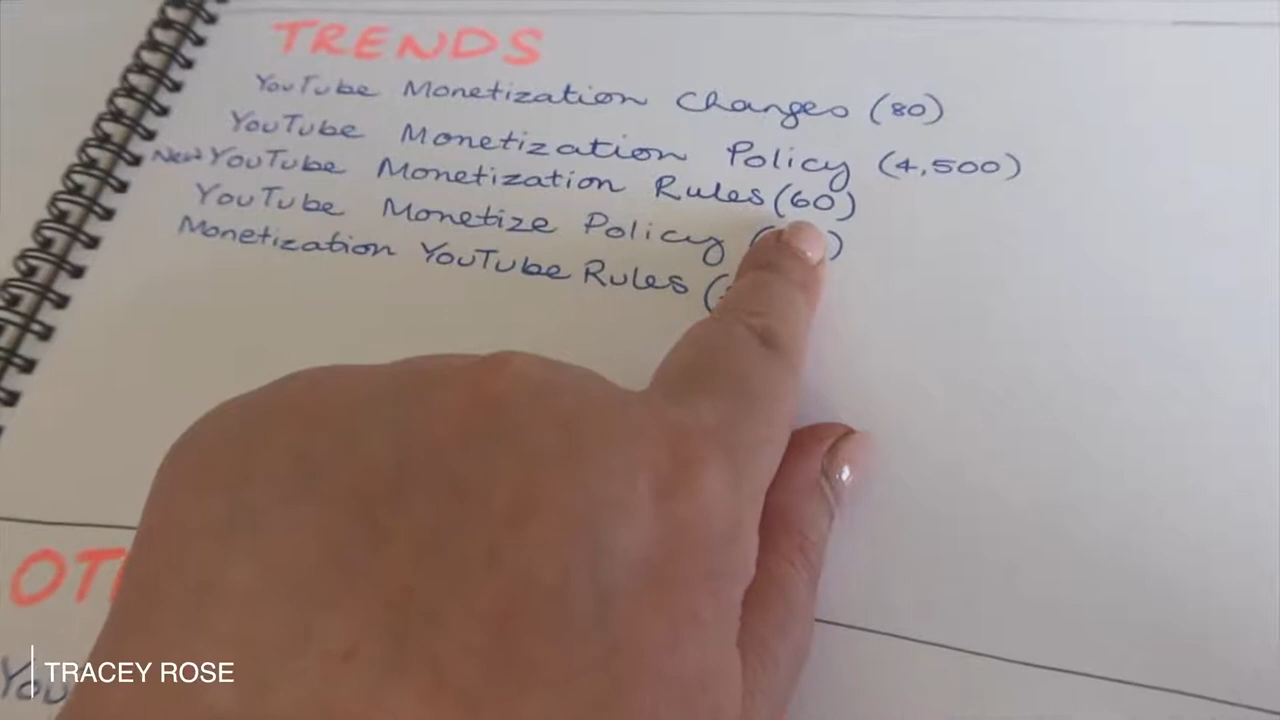 TRENDS
YouTube Monetization Changes (80)
YouTube Monetization Policy (4,500)
New YouTube Monetization Rules (60)
YouTube Monetize Policy
Monetization YouTube Rules
TRACEY ROSE